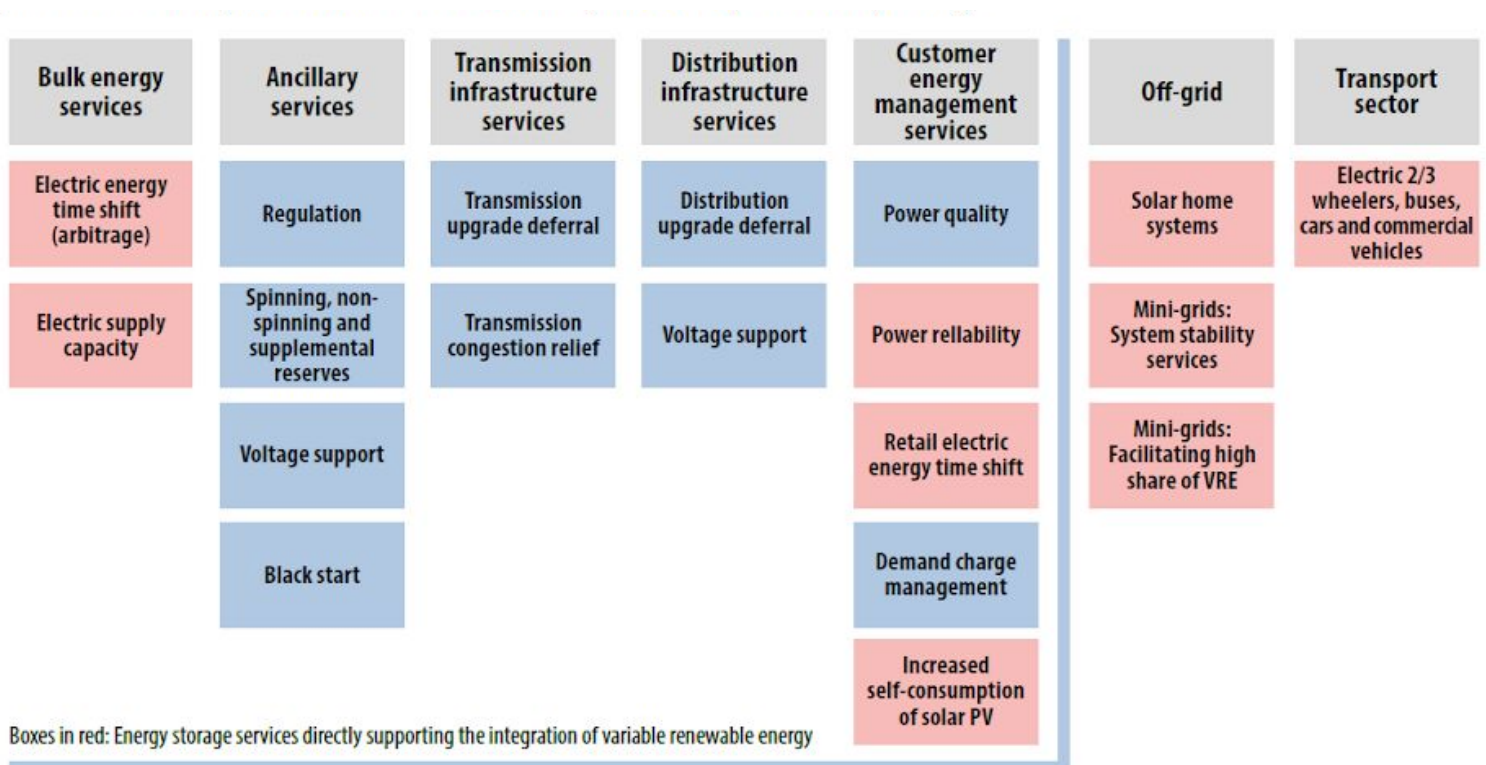 Bulk energy
services
Ancillary
services
Transmission
infrastructure
services
Distribution
infrastructure
services
Customer
energy
management
services
Off-grid
Transport
sector
Electric energy
time shift
(arbitrage)
Electric supply
capacity
Regulation
Spinning, non-
spinning and
supplemental
reserves
Voltage support
Black start
Transmission
upgrade deferral
Transmission
congestion relief
Distribution
upgrade deferral
Voltage support
Power quality
Power rellability
Retail electric
energy time shift
Demand charge
management
Increased
self-consumption
of solar PV
Solar home
systems
Mini-grids:
System stability
services
Mini-grids:
Facilitating high
share of VRE
Electric 2/3
wheelers, buses,
cars and commercial
vehicles
Boxes in red: Energy storage services directly supporting the integration of variable renewable energy